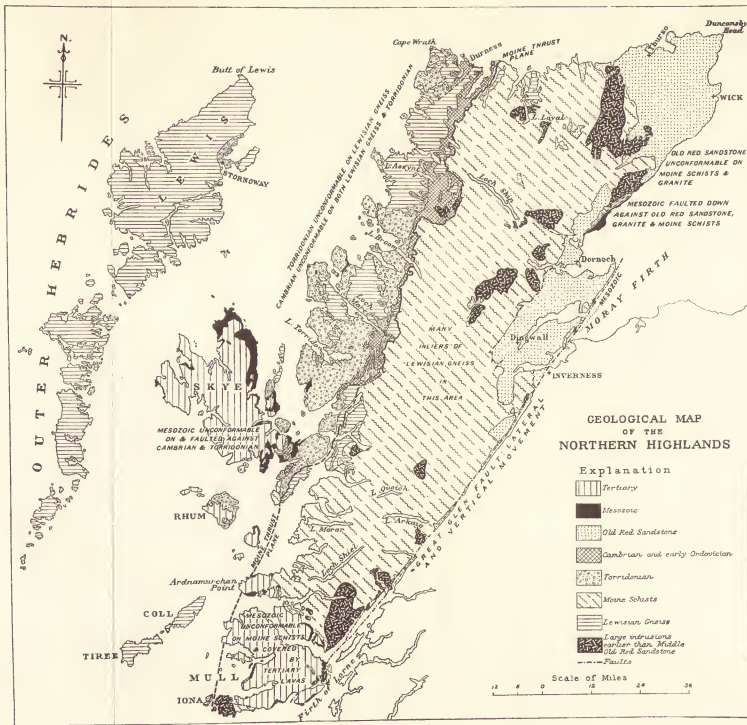 N.
Butt of Lewis
OUTER HEBRIDES
LEWIS
STORNOWAY
Cape Wrath
Durness
MOINE THRUST
PLANE
Thurso
Duncansby
Head
WICK
L. Loyal
TORRIDONIAN UNCONFORMABLE ON LEWISIAN GNEISS
CAMBRIAN UNCONFORMABLE ON BOTH LEWISIAN GNEISS & TORRIDONIAN
OLD RED SANDSTONE
UNCONFORMABLE ON
MOINE SCHISTS &
GRANITE
MESOZOIC FAULTED DOWN
AGAINST OLD RED SANDSTONE,
GRANITE & MOINE SCHISTS
Loch Shin
L. Broom
Dornoch
MESOZOIC
MORAY FIRTH
Loch
Dingwall
INVERNESS
MANY
INLIERS OF
LEWISIAN GNEISS
IN
THIS AREA
SKYE
MESOZOIC UNCONFORMABLE
ON & FAULTED AGAINST
CAMBRIAN & TORRIDONIAN
RHUM
MOINE THRUST
PLANE
L. Quoich
L. Arkaig
L. Morar
Loch Shiel
GREAT GLEN FAULT, LATERAL
AND VERTICAL MOVEMENT
Ardnamurchan
Point
COLL
TIREE
MESOZOIC
UNCONFORMABLE
ON MOINE SCHISTS
& COVERED
BY
TERTIARY
LAVAS
MULL
IONA
Firth of Lorne
GEOLOGICAL MAP
OF THE
NORTHERN HIGHLANDS
Explanation
Tertiary
Mesozoic
Old Red Sandstone
Cambrian and early Ordovician
Torridonian
Moine Schists
Lewisian Gneiss
Large intrusions
earlier than Middle
Old Red Sandstone
Faults
Scale of Miles
12 6 0 12 24 36